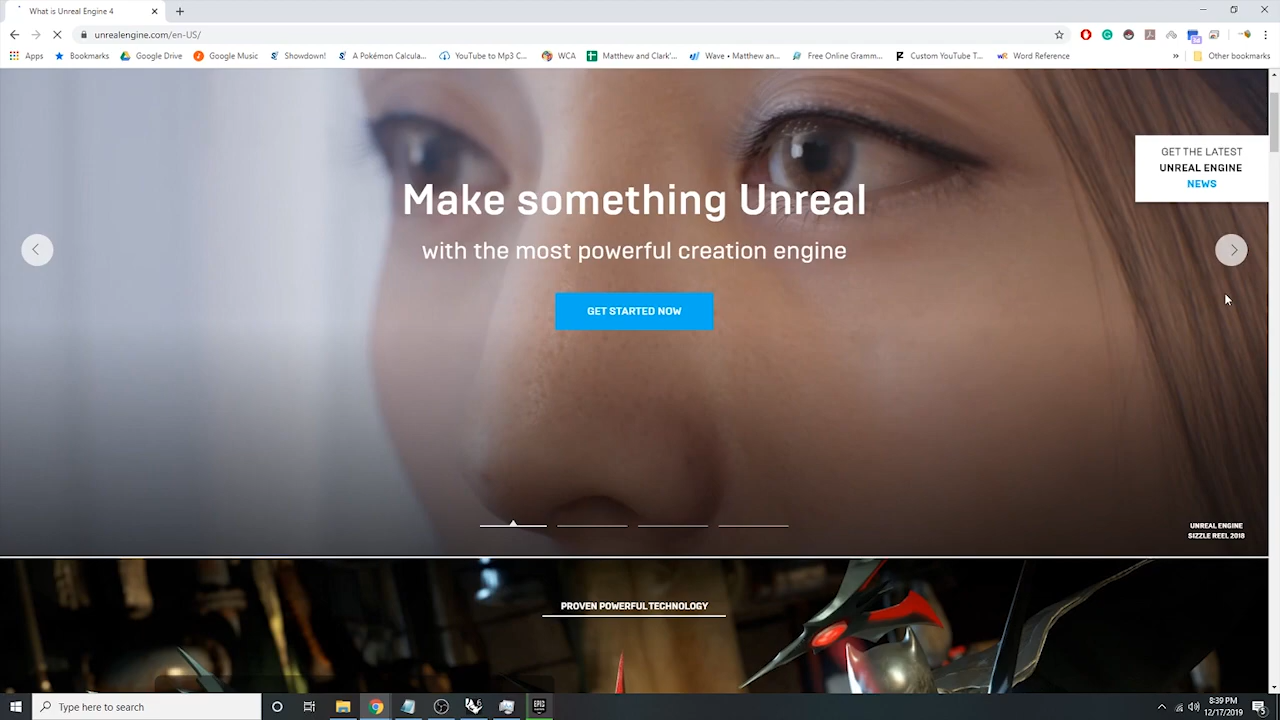 What is Unreal Engine 4
unrealengine.com/en-US/
Apps
Bookmarks
Google Drive
Google Music
Showdown!
A Pokémon Calcula...
YouTube to Mp3 C...
WCA
Matthew and Clark'...
Wave • Matthew an...
Free Online Gramm...
Custom YouTube T...
Word Reference
»
Other bookmarks
GET THE LATEST
UNREAL ENGINE
NEWS
Make something Unreal
with the most powerful creation engine
GET STARTED NOW
UNREAL ENGINE
SIZZLE REEL 2018
PROVEN POWERFUL TECHNOLOGY
Type here to search
EPIC
8:39 PM
12/17/2019